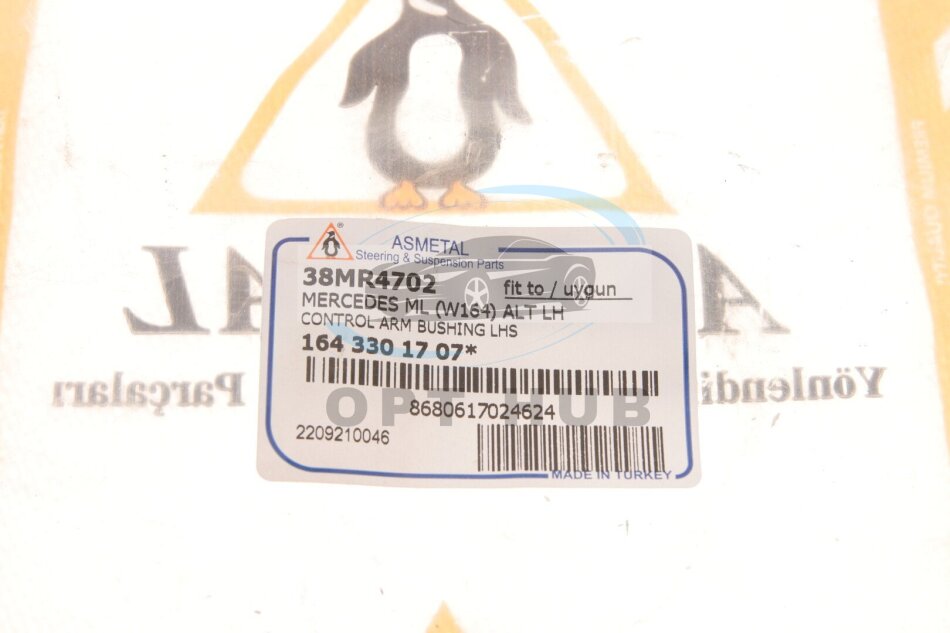 ASMETAL
Steering & Suspension Parts
38MR4702
fit to / uygun
MERCEDES ML (W164) ALT LH
CONTROL ARM BUSHING LHS
164 330 17 07*
8680617024624
2209210046
MADE IN TURKEY
OPT HUB
Yönlendi
Parçaları